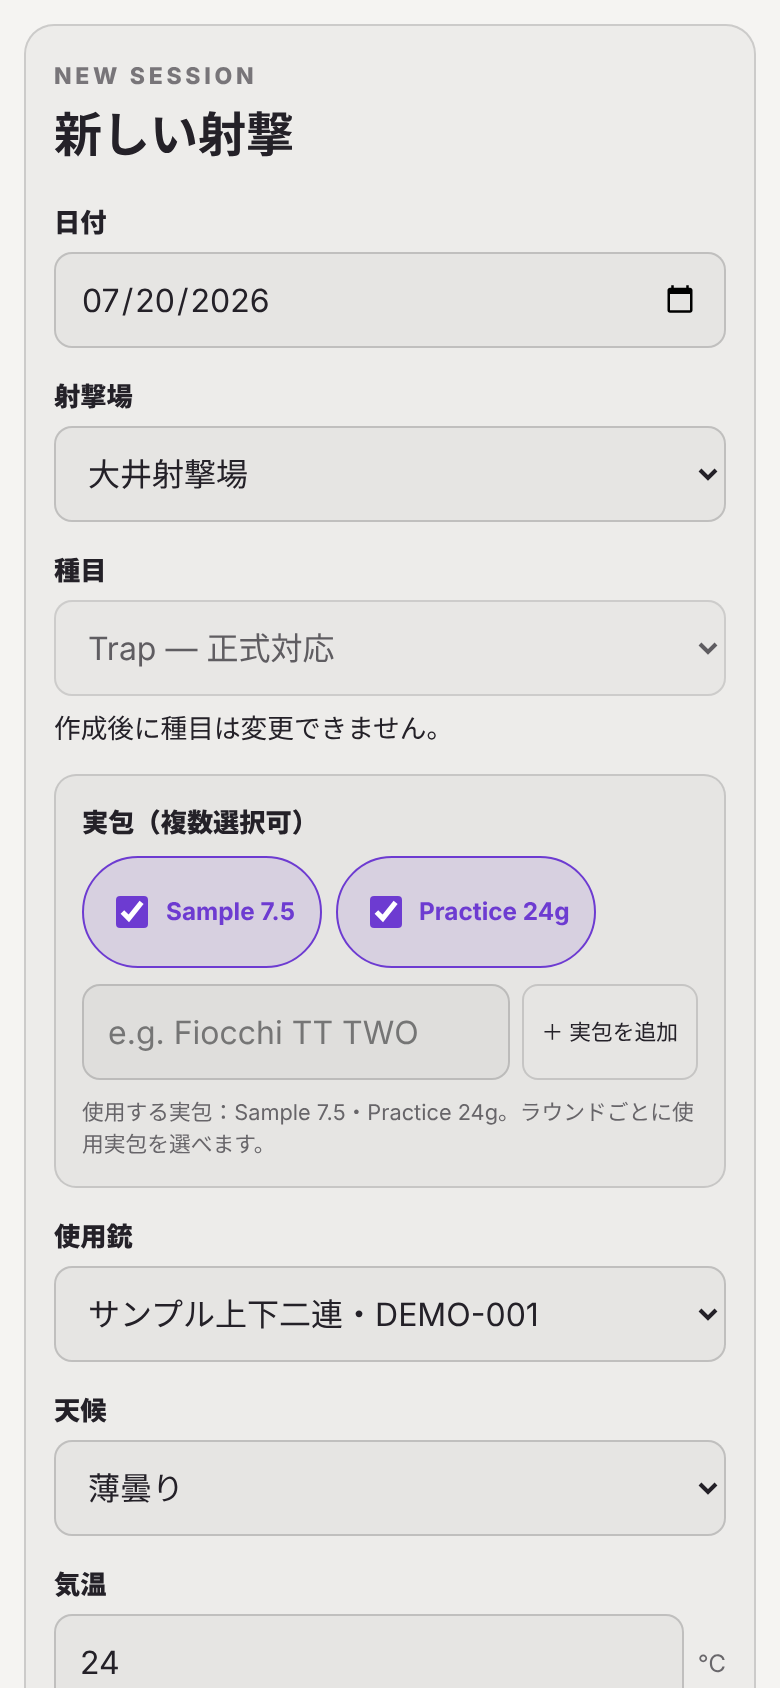 NEW SESSION
新しい射撃
日付
07/20/2026
射撃場
大井射撃場
種目
Trap — 正式対応
作成後に種目は変更できません。
実包（複数選択可）
Sample 7.5
Practice 24g
e.g. Fiocchi TT TWO
＋ 実包を追加
使用する実包：Sample 7.5・Practice 24g。ラウンドごとに使
用実包を選べます。
使用銃
サンプル上下二連・DEMO-001
天候
薄曇り
気温
24
°C